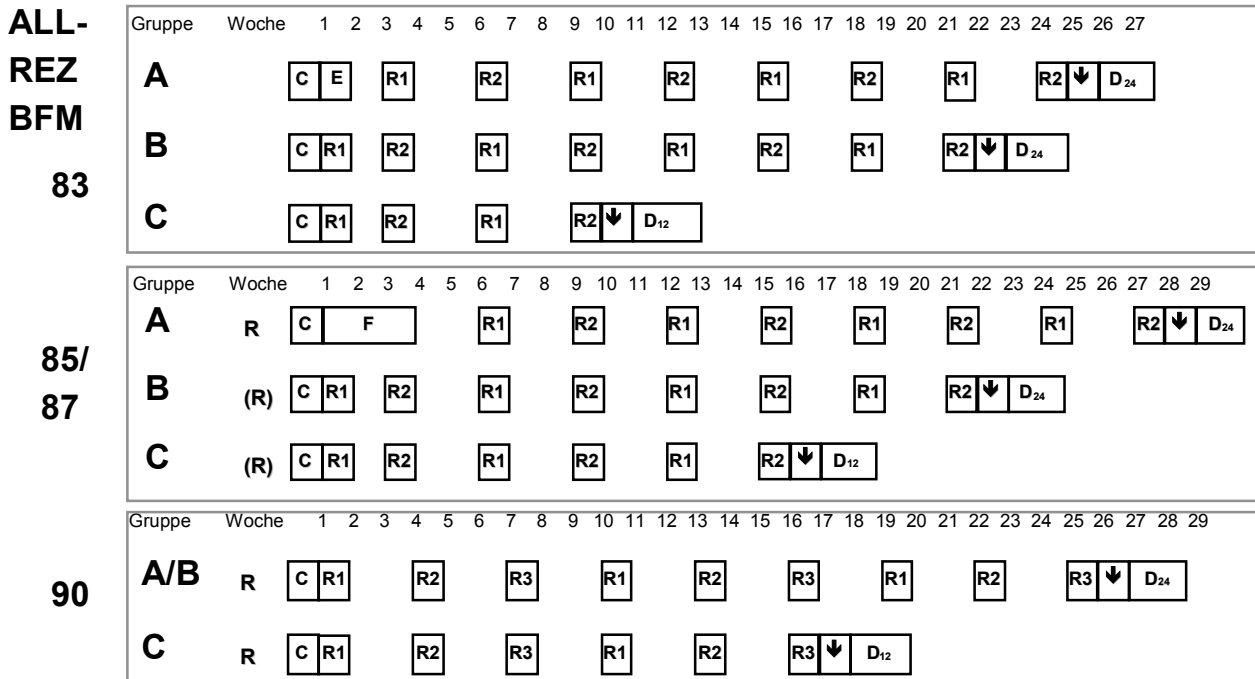 ALL-
REZ
BFM
83
Gruppe Woche 1 2 3 4 5 6 7 8 9 10 11 12 13 14 15 16 17 18 19 20 21 22 23 24 25 26 27
A C E R1 R2 R1 R2 R1 R2 R1 R2 D24
B C R1 R2 R1 R2 R1 R2 R1 R2 D24
C C R1 R2 R1 R2 D12
85/
87
Gruppe Woche 1 2 3 4 5 6 7 8 9 10 11 12 13 14 15 16 17 18 19 20 21 22 23 24 25 26 27 28 29
A R C F R1 R2 R1 R2 R1 R2 R1 R2 D24
B (R) C R1 R2 R1 R2 R1 R2 R1 R2 D24
C (R) C R1 R2 R1 R2 R1 R2 D12
90
Gruppe Woche 1 2 3 4 5 6 7 8 9 10 11 12 13 14 15 16 17 18 19 20 21 22 23 24 25 26 27 28 29
A/B R C R1 R2 R3 R1 R2 R3 R1 R2 R3 D24
C R C R1 R2 R3 R1 R2 R3 D12